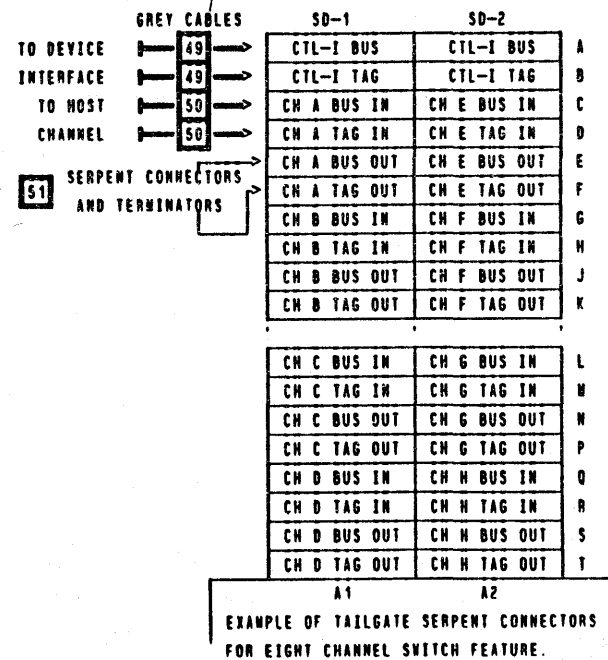 GREY CABLES SD-1 SD-2
TO DEVICE 49 CTL-I BUS CTL-I BUS A
INTERFACE 49 CTL-I TAG CTL-I TAG B
TO HOST 50 CH A BUS IN CH E BUS IN C
CHANNEL 50 CH A TAG IN CH E TAG IN D
CH A BUS OUT CH E BUS OUT E
51 SERPENT CONNECTORS CH A TAG OUT CH E TAG OUT F
AND TERMINATORS CH B BUS IN CH F BUS IN G
CH B TAG IN CH F TAG IN H
CH B BUS OUT CH F BUS OUT J
CH B TAG OUT CH F TAG OUT K
CH C BUS IN CH G BUS IN L
CH C TAG IN CH G TAG IN M
CH C BUS OUT CH G BUS OUT N
CH C TAG OUT CH G TAG OUT P
CH D BUS IN CH H BUS IN Q
CH D TAG IN CH H TAG IN R
CH D BUS OUT CH H BUS OUT S
CH D TAG OUT CH H TAG OUT T
A1 A2
EXAMPLE OF TAILGATE SERPENT CONNECTORS
FOR EIGHT CHANNEL SWITCH FEATURE.